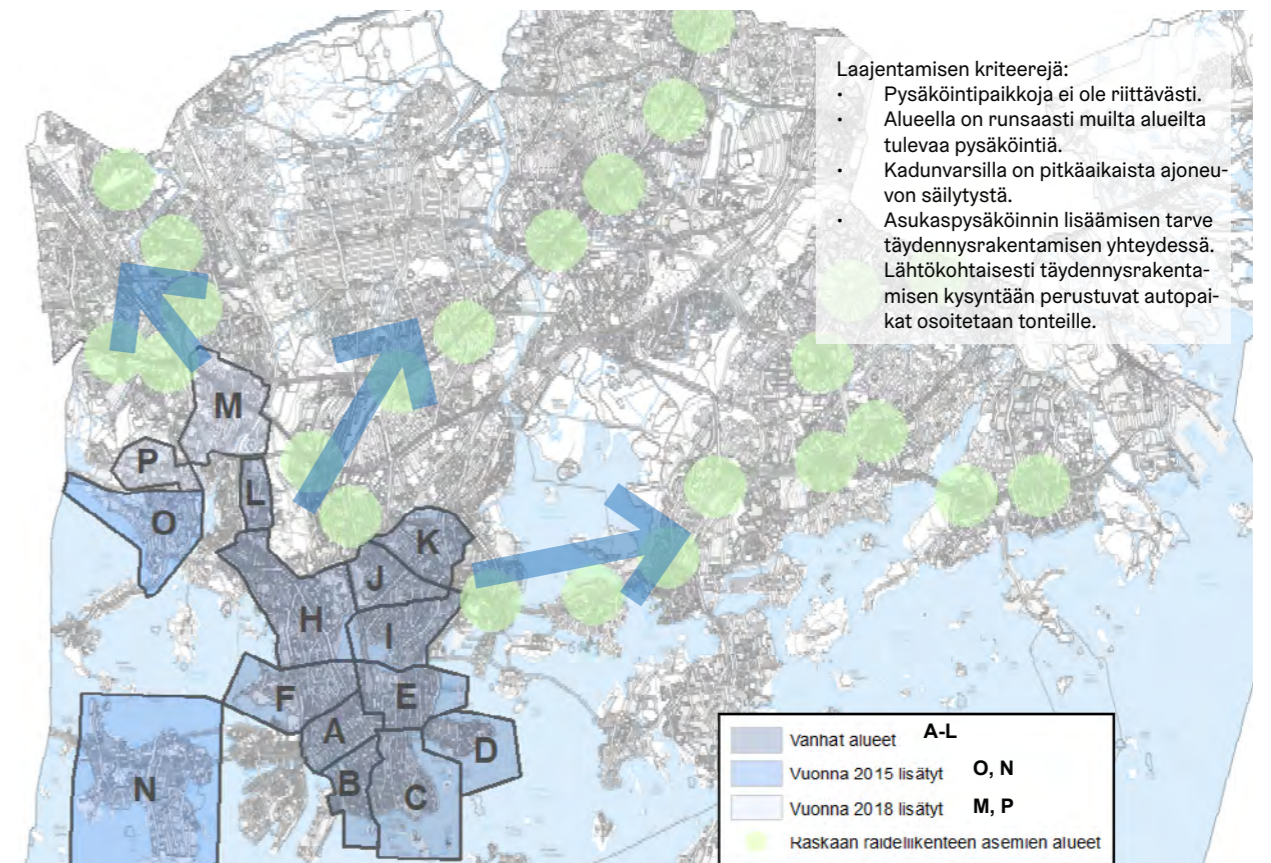 Laajentamisen kriteerejä:
• Pysäköintipaikkoja ei ole riittävästi.
• Alueella on runsaasti muilta alueilta
tulevaa pysäköintiä.
• Kadunvarsilla on pitkäaikaista ajoneu-
von säilytystä.
• Asukaspysäköinnin lisäämisen tarve
täydennysrakentamisen yhteydessä.
Lähtökohtaisesti täydennysrakenta-
misen kysyntään perustuvat autopai-
kat osoitetaan tonteille.
M
P
L
O
K
J
H
I
F
E
A
D
B
C
N
Vanhat alueet A-L
Vuonna 2015 lisätyt O, N
Vuonna 2018 lisätyt M, P
Raskaan raideliikenteen asemien alueet